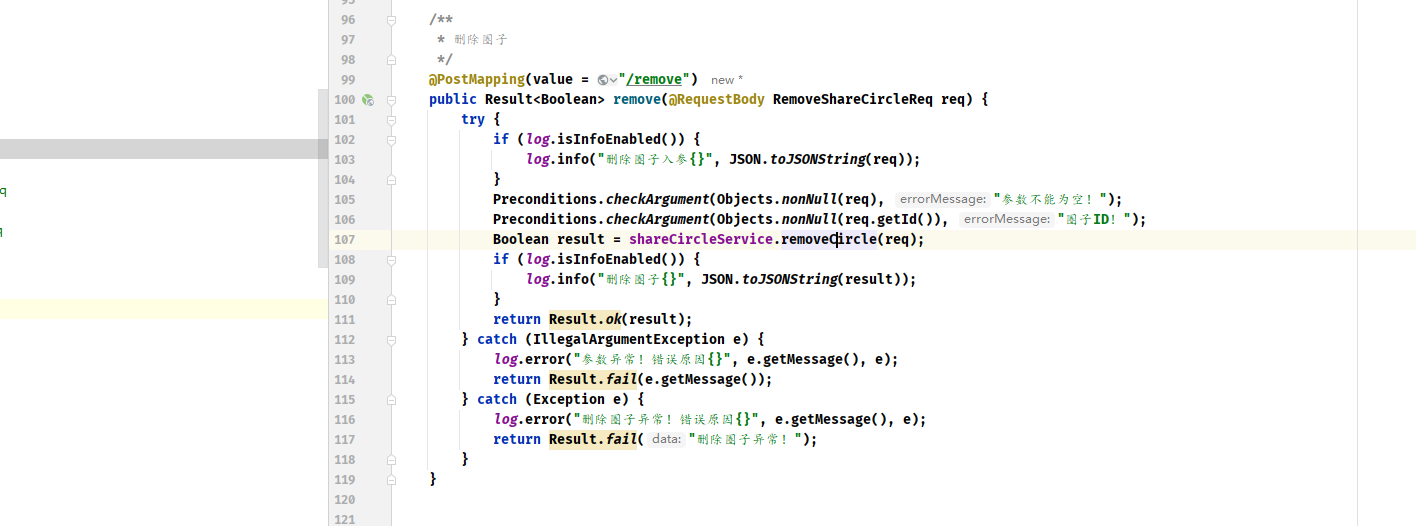 95
96 /**
97 * 删除圈子
98 */
99 @PostMapping(value = "/remove") new *
100 public Result<Boolean> remove(@RequestBody RemoveShareCircleReq req) {
101 try {
102 if (log.isInfoEnabled()) {
103 log.info("删除圈子入参{}", JSON.toJSONString(req));
104 }
q
105 Preconditions.checkArgument(Objects.nonNull(req), errorMessage: "参数不能为空！");
106 Preconditions.checkArgument(Objects.nonNull(req.getId()), errorMessage: "圈子ID！");
q
107 Boolean result = shareCircleService.removeCircle(req);
108 if (log.isInfoEnabled()) {
109 log.info("删除圈子{}", JSON.toJSONString(result));
110 }
111 return Result.ok(result);
112 } catch (IllegalArgumentException e) {
113 log.error("参数异常！错误原因{}", e.getMessage(), e);
114 return Result.fail(e.getMessage());
115 } catch (Exception e) {
116 log.error("删除圈子异常！错误原因{}", e.getMessage(), e);
117 return Result.fail( data: "删除圈子异常！");
118 }
119 }
120
121